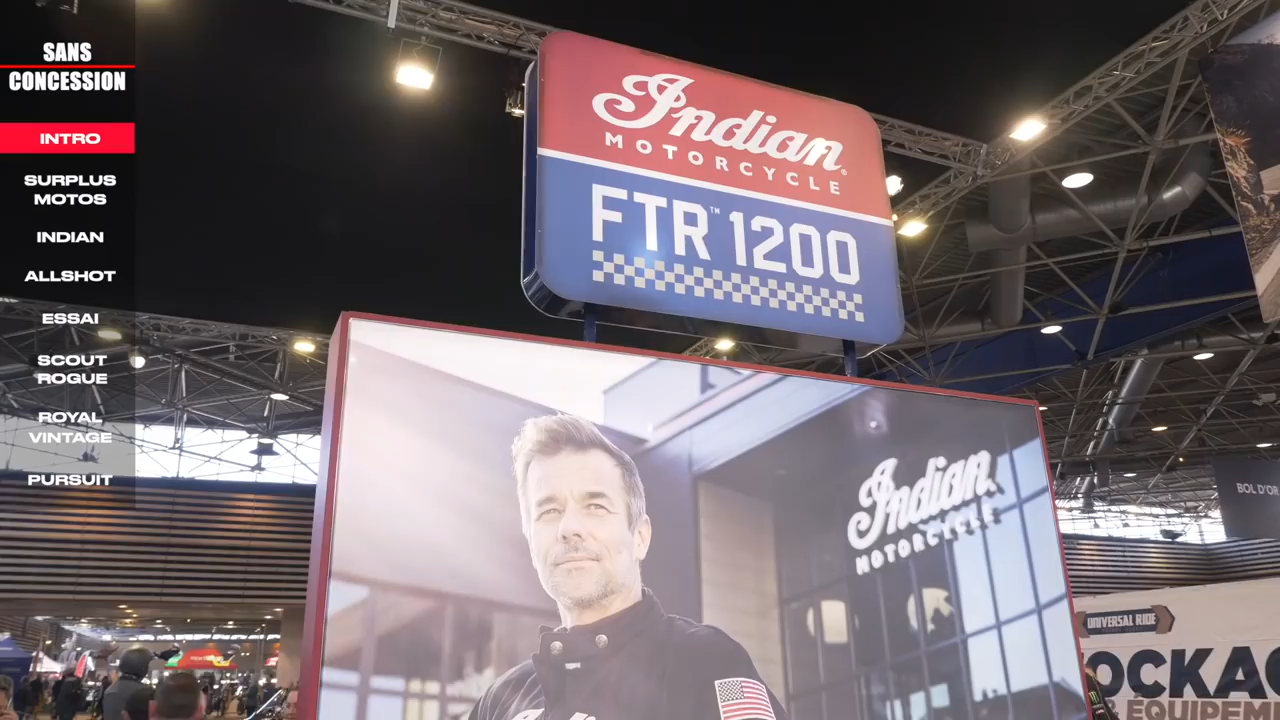 SANS
CONCESSION
INTRO
SURPLUS
MOTOS
INDIAN
ALLSHOT
ESSAI
SCOUT
ROGUE
ROYAL
VINTAGE
PURSUIT
Indian
MOTORCYCLE
FTR™ 1200
Indian
MOTORCYCLE
BOL D'OR
UNIVERSAL RIDE
OCKAG
& EQUIPEM